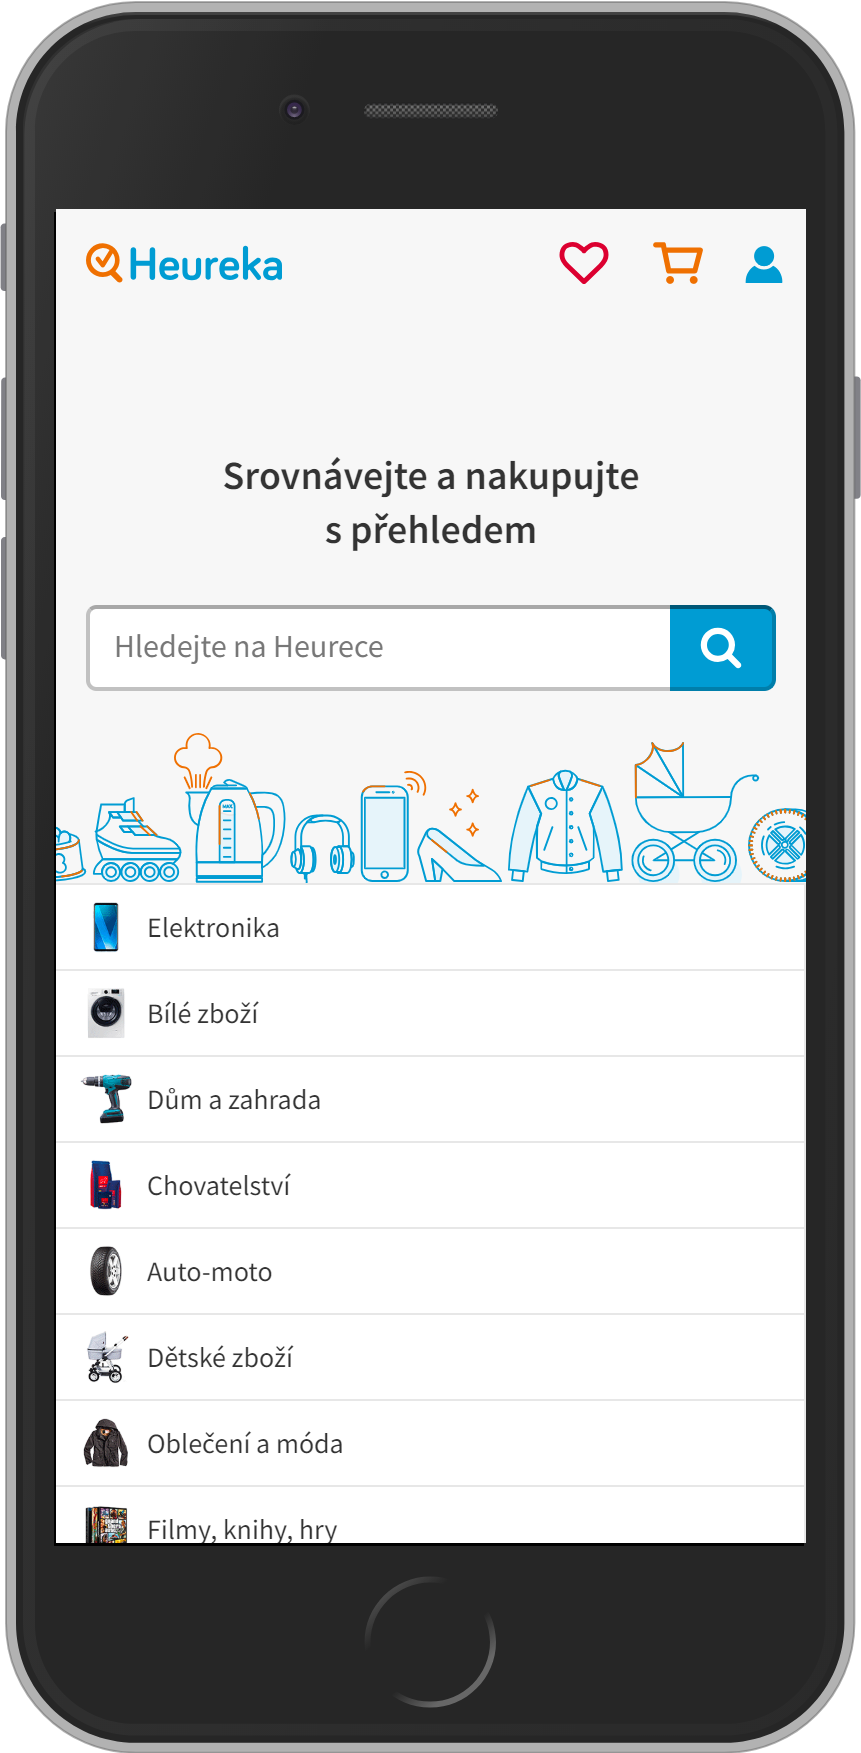 Heureka
Srovnávejte a nakupujte
s přehledem
Hledejte na Heurece
MAX
Elektronika
Bílé zboží
Dům a zahrada
Chovatelství
Auto-moto
Dětské zboží
Oblečení a móda
Filmy, knihy, hry